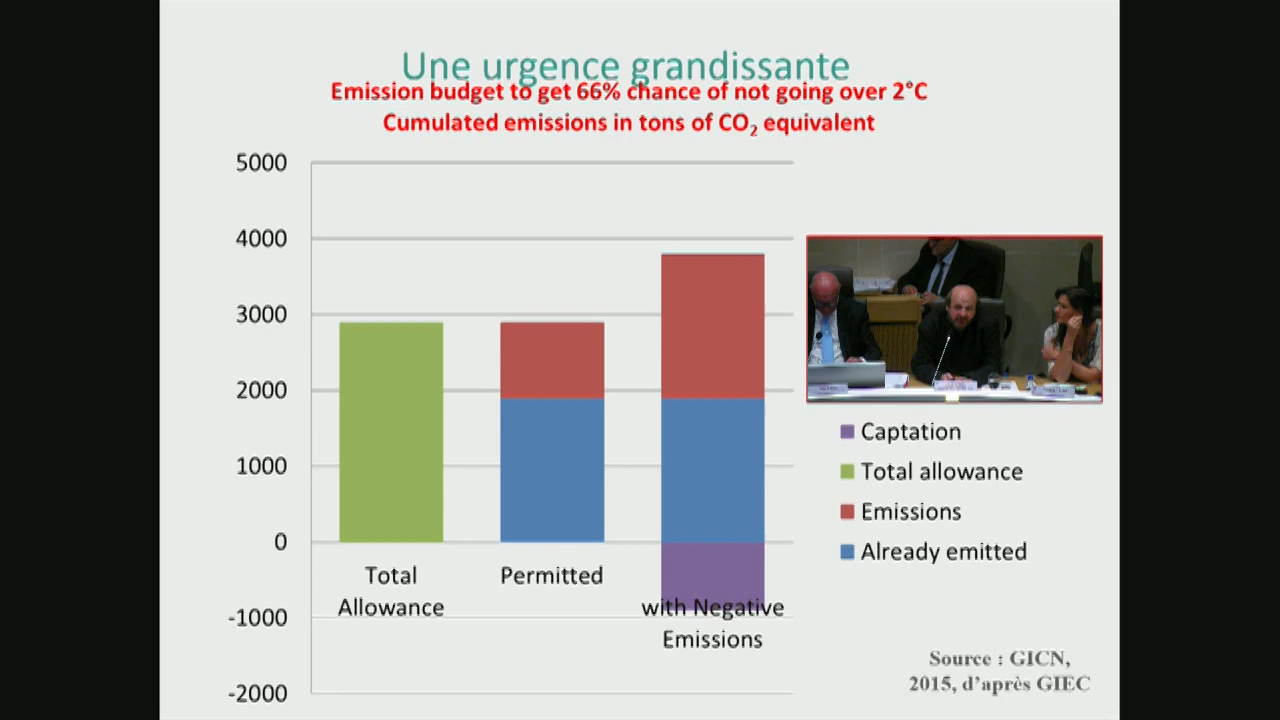 Une urgence grandissante
Emission budget to get 66% chance of not going over 2°C
Cumulated emissions in tons of CO₂ equivalent
5000
4000
3000
2000
1000
0
-1000
-2000
Total
Allowance
Permitted
with Negative
Emissions
Captation
Total allowance
Emissions
Already emitted
Source : GICN,
2015, d'après GIEC